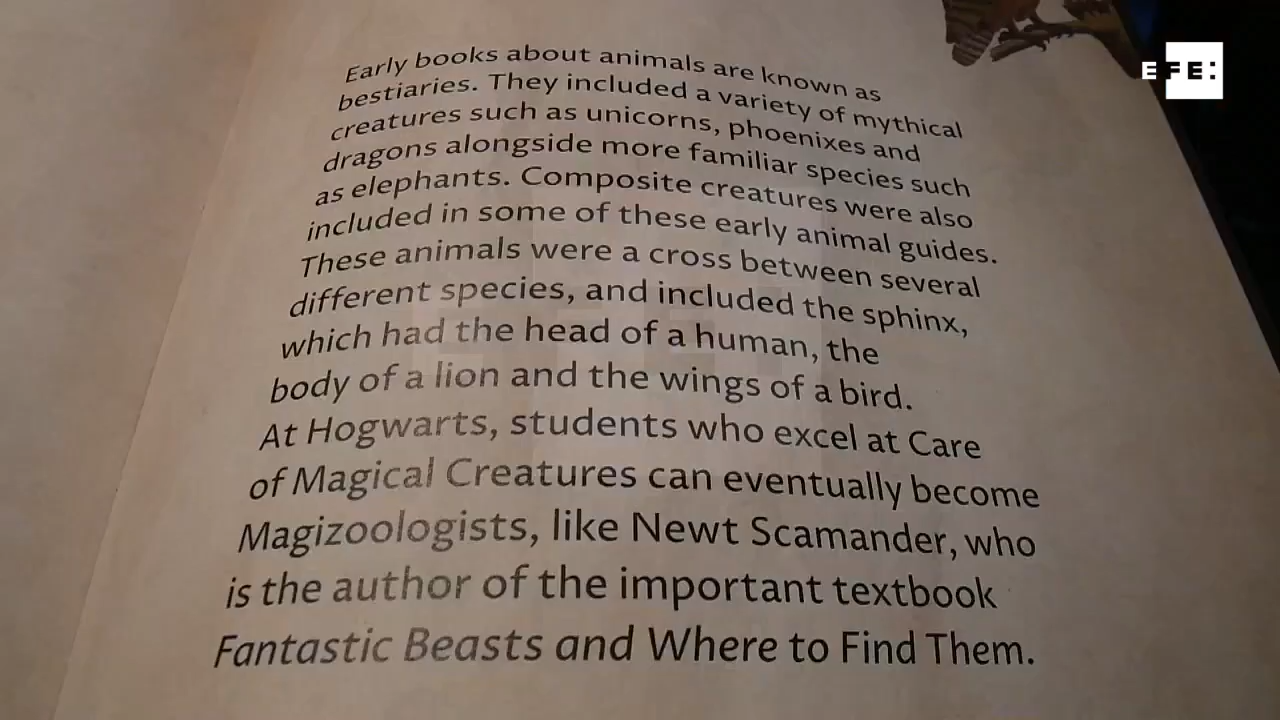 Early books about animals are known as
bestiaries. They included a variety of mythical
creatures such as unicorns, phoenixes and
dragons alongside more familiar species such
as elephants. Composite creatures were also
included in some of these early animal guides.
These animals were a cross between several
different species, and included the sphinx,
which had the head of a human, the
body of a lion and the wings of a bird.
At Hogwarts, students who excel at Care
of Magical Creatures can eventually become
Magizoologists, like Newt Scamander, who
is the author of the important textbook
Fantastic Beasts and Where to Find Them.
EFE: